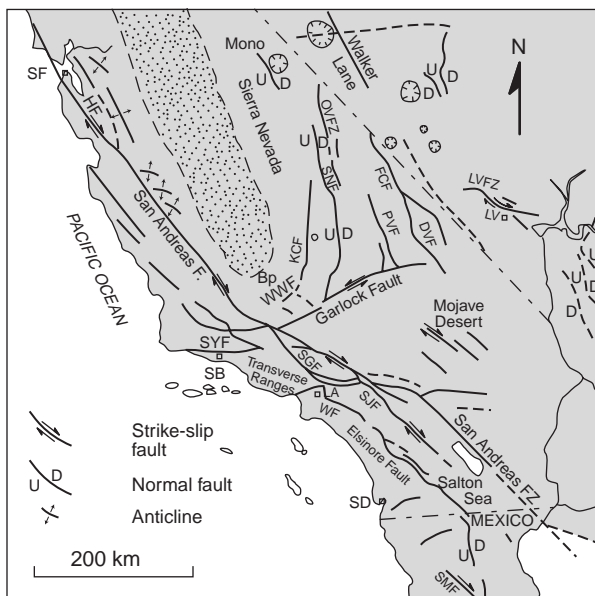 Mono
Walker
Lane
N
SF
HF
U D
D
Sierra Nevada
OVFZ
U D
SNF
FCF
LVFZ
LV
PACIFIC OCEAN
San Andreas F.
KCF
U D
PVF
DVF
U
D
U
D
Bp
WWF
Garlock Fault
Mojave
Desert
SYF
SB
Transverse
Ranges
SGF
LA
WF
SJF
San Andreas FZ
Elsinore Fault
Salton
Sea
SD
MEXICO
U D
SMF
Strike-slip
fault
U D
Normal fault
Anticline
200 km